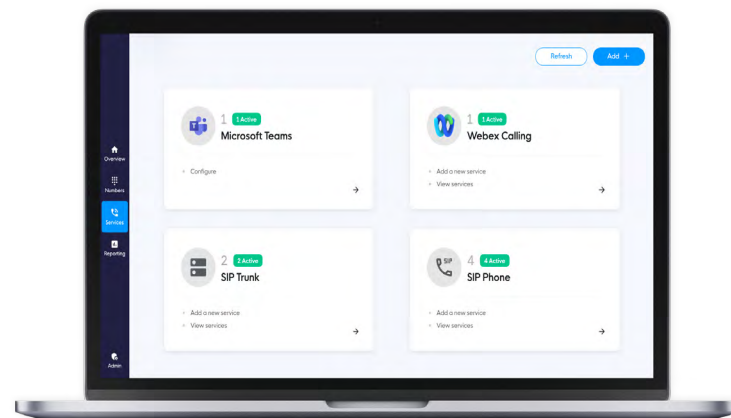 Refresh
Add +
1 1 Active
Microsoft Teams
Configure
1 1 Active
Webex Calling
Add a new service
View services
2 2 Active
SIP Trunk
Add a new service
View services
SIP
4 4 Active
SIP Phone
Add a new service
View services
Overview
Numbers
Services
Reporting
Admin